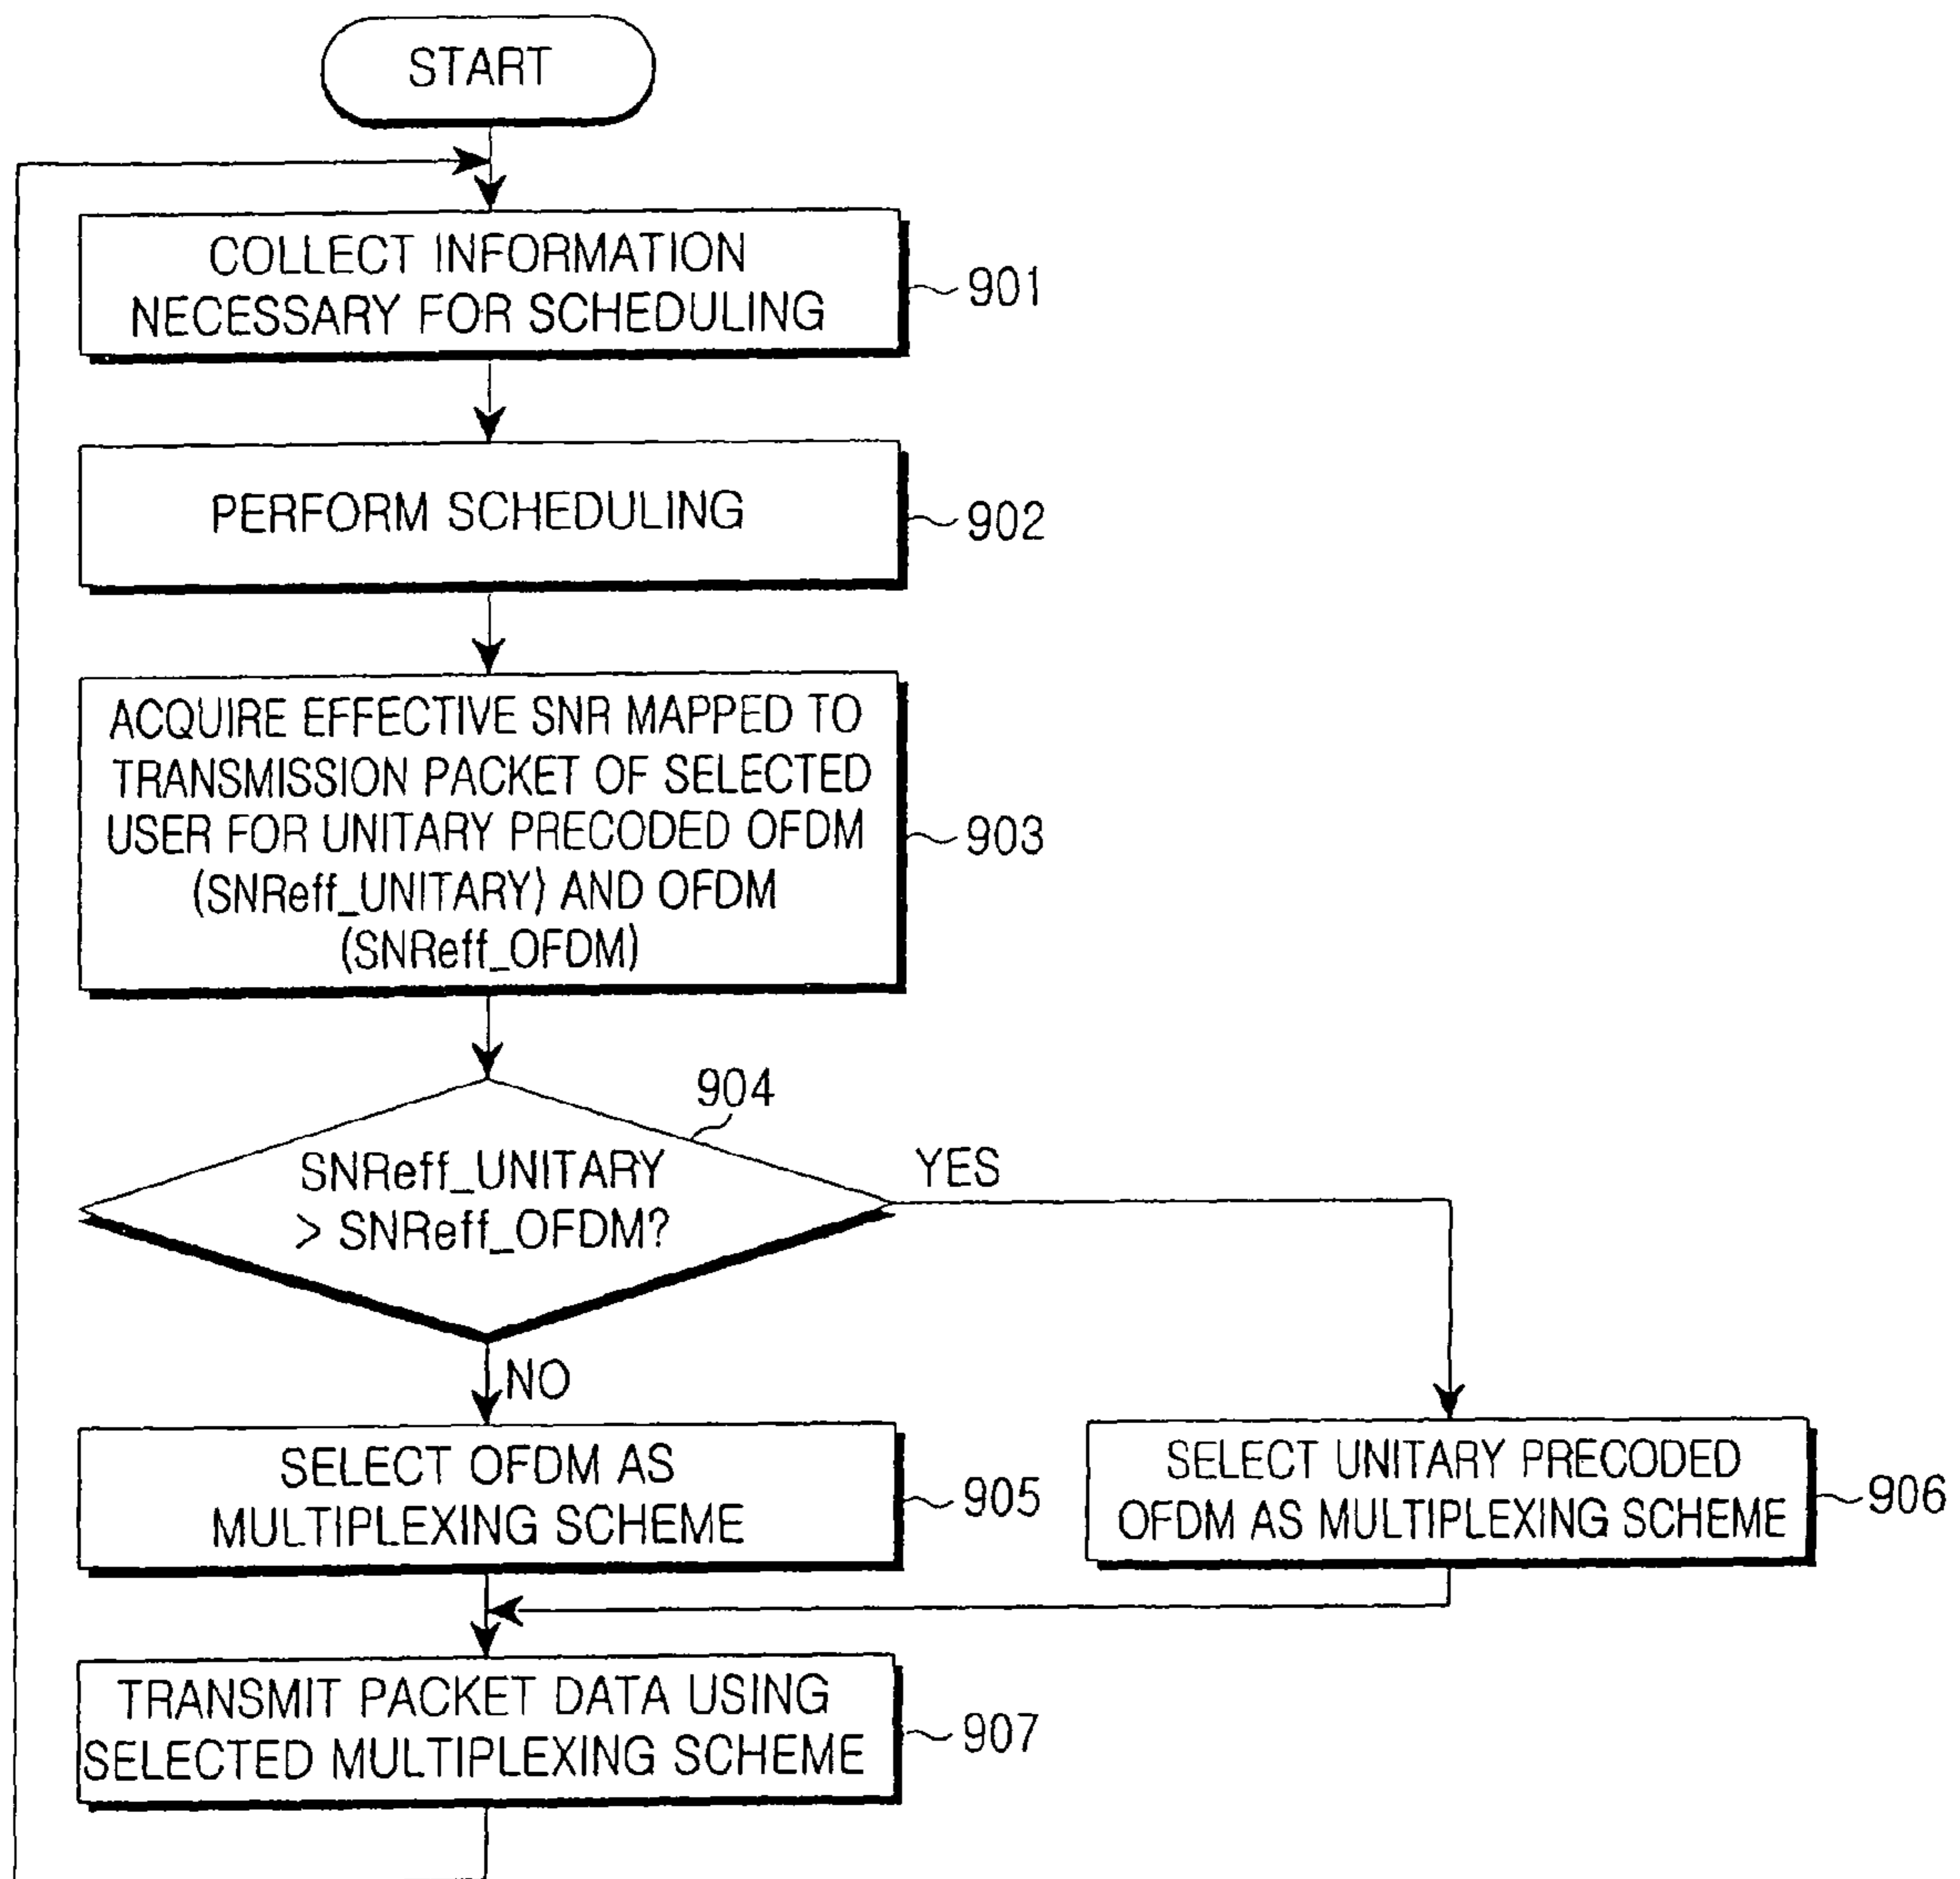 START
COLLECT INFORMATION
NECESSARY FOR SCHEDULING
901
PERFORM SCHEDULING
902
ACQUIRE EFFECTIVE SNR MAPPED TO
TRANSMISSION PACKET OF SELECTED
USER FOR UNITARY PRECODED OFDM
(SNReff_UNITARY) AND OFDM
(SNReff_OFDM)
903
904
SNReff_UNITARY
> SNReff_OFDM?
YES
NO
SELECT OFDM AS
MULTIPLEXING SCHEME
905
SELECT UNITARY PRECODED
OFDM AS MULTIPLEXING SCHEME
906
TRANSMIT PACKET DATA USING
SELECTED MULTIPLEXING SCHEME
907